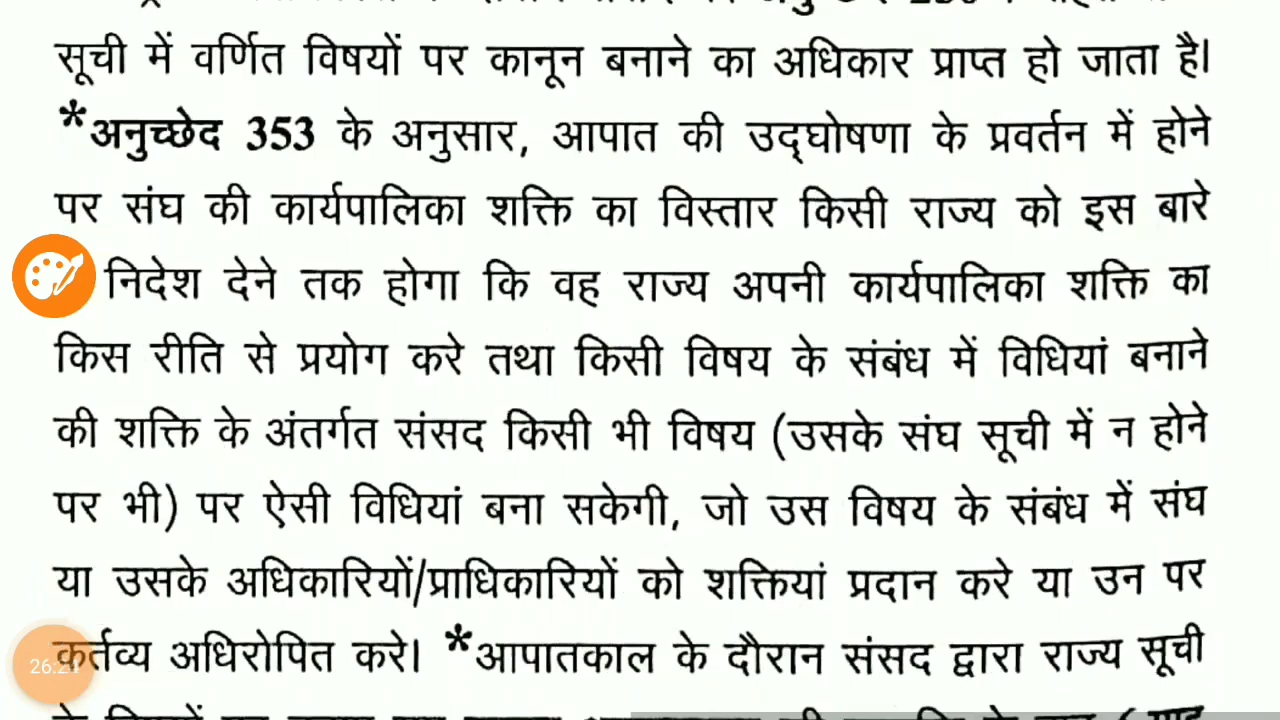 सूची में वर्णित विषयों पर कानून बनाने का अधिकार प्राप्त हो जाता है।
*अनुच्छेद 353 के अनुसार, आपात की उद्घोषणा के प्रवर्तन में होने
पर संघ की कार्यपालिका शक्ति का विस्तार किसी राज्य को इस बारे
निदेश देने तक होगा कि वह राज्य अपनी कार्यपालिका शक्ति का
किस रीति से प्रयोग करे तथा किसी विषय के संबंध में विधियां बनाने
की शक्ति के अंतर्गत संसद किसी भी विषय (उसके संघ सूची में न होने
पर भी) पर ऐसी विधियां बना सकेगी, जो उस विषय के संबंध में संघ
या उसके अधिकारियों/प्राधिकारियों को शक्तियां प्रदान करे या उन पर
कर्तव्य अधिरोपित करे। *आपातकाल के दौरान संसद द्वारा राज्य सूची
26:24